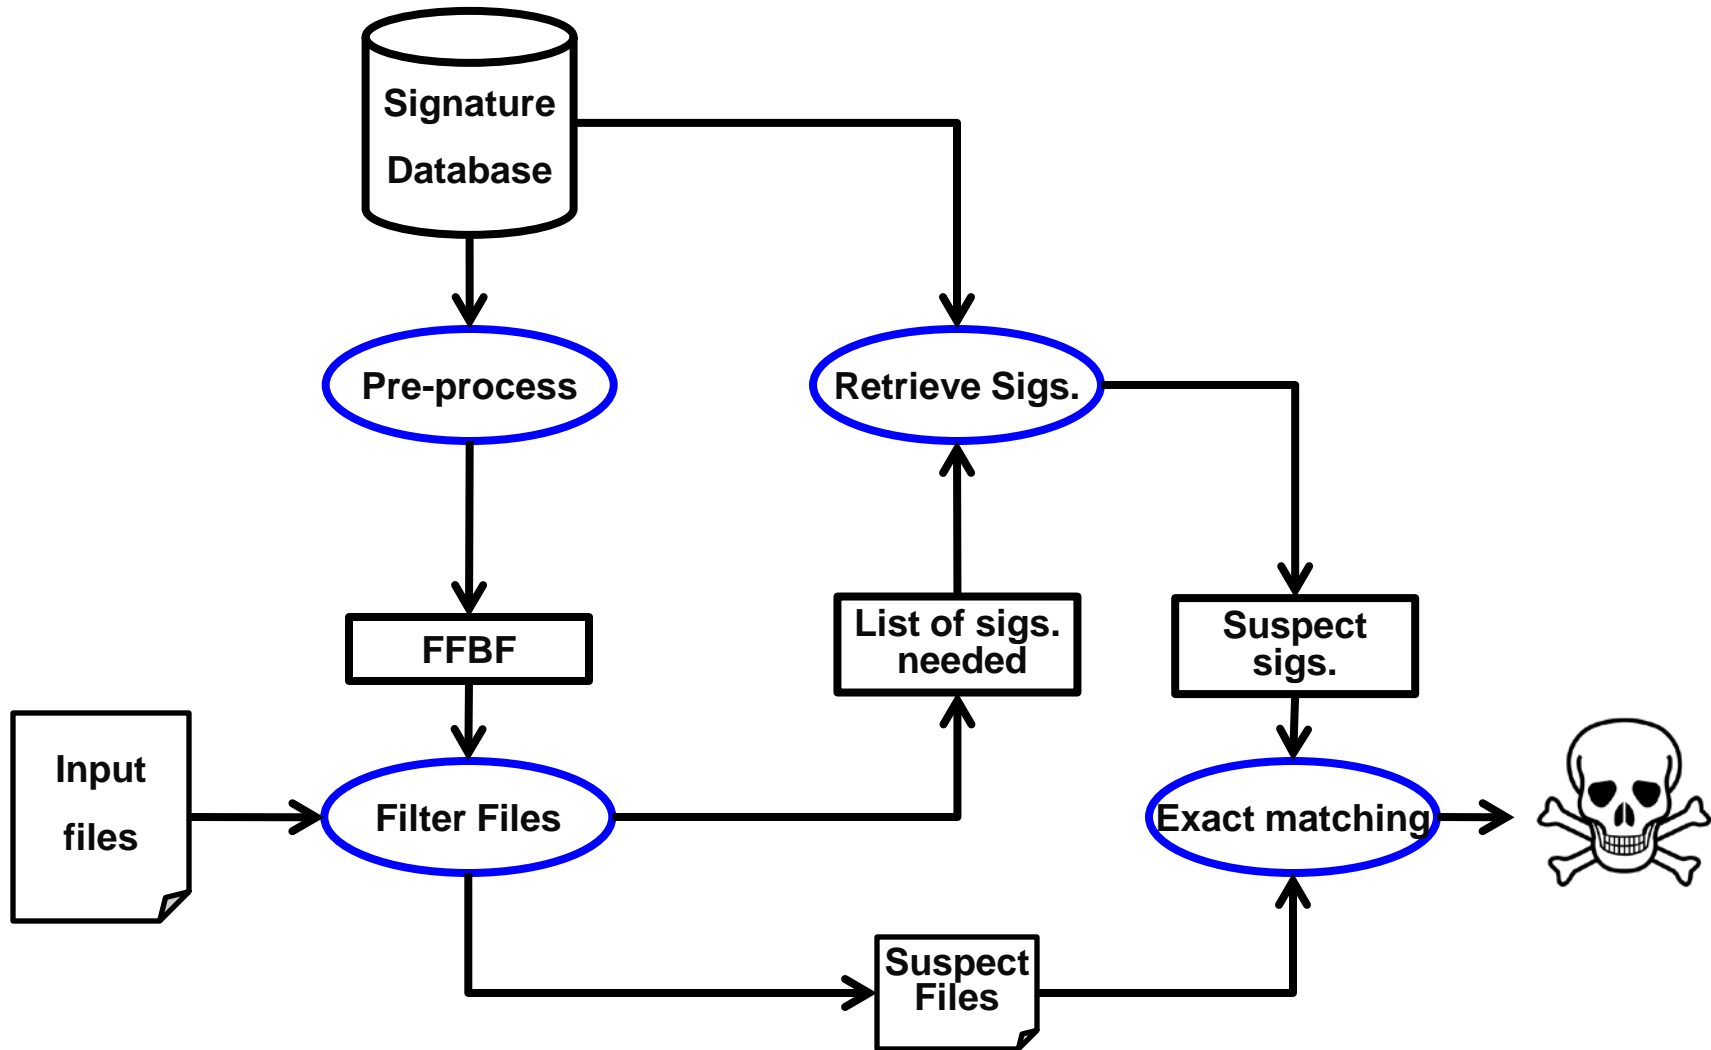 Signature
Database
Pre-process
Retrieve Sigs.
FFBF
List of sigs.
needed
Suspect
sigs.
Input
files
Filter Files
Exact matching
Suspect
Files